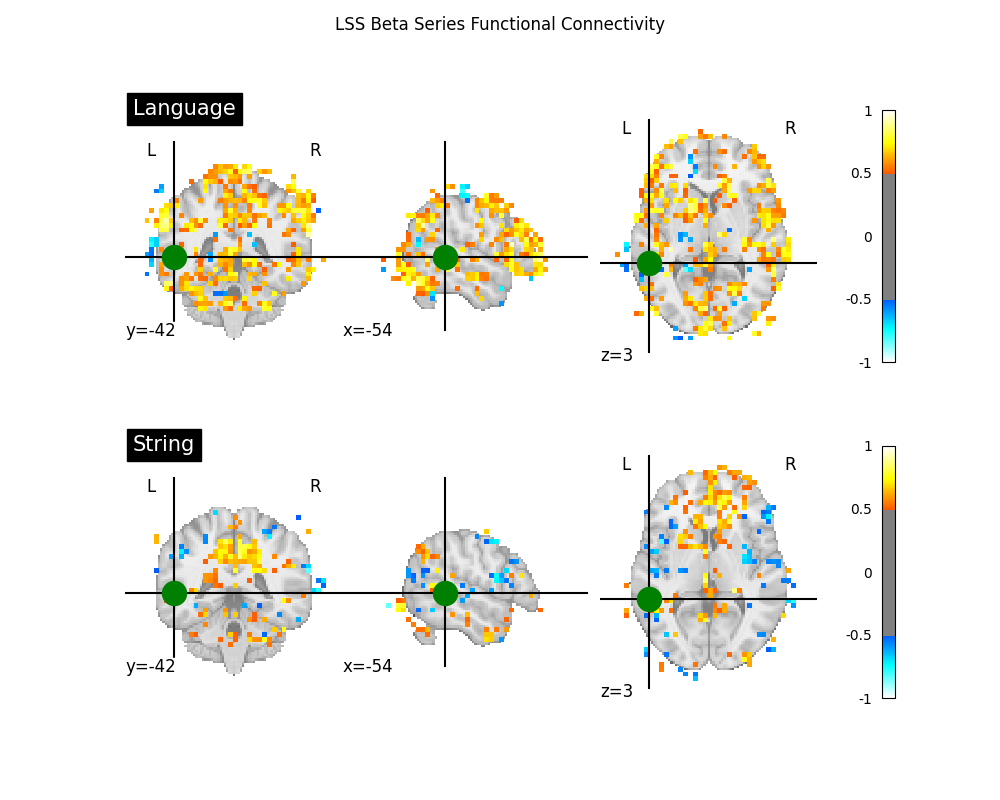 LSS Beta Series Functional Connectivity
Language
L R
L R
y=-42
x=-54
z=3
1
0.5
0
-0.5
-1
String
L R
L R
y=-42
x=-54
z=3
1
0.5
0
-0.5
-1